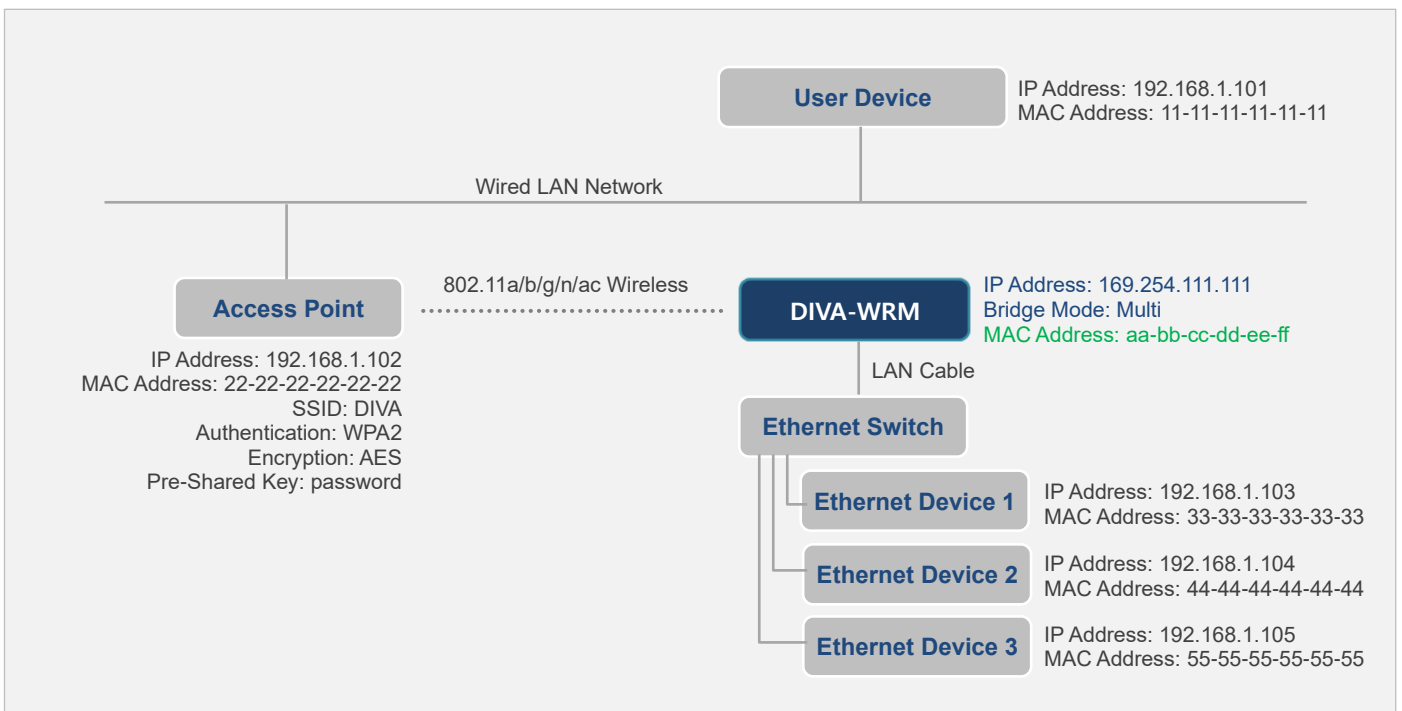 User Device
IP Address: 192.168.1.101
MAC Address: 11-11-11-11-11-11
Wired LAN Network
Access Point
802.11a/b/g/n/ac Wireless
DIVA-WRM
IP Address: 169.254.111.111
Bridge Mode: Multi
MAC Address: aa-bb-cc-dd-ee-ff
IP Address: 192.168.1.102
MAC Address: 22-22-22-22-22-22
SSID: DIVA
Authentication: WPA2
Encryption: AES
Pre-Shared Key: password
LAN Cable
Ethernet Switch
Ethernet Device 1
IP Address: 192.168.1.103
MAC Address: 33-33-33-33-33-33
Ethernet Device 2
IP Address: 192.168.1.104
MAC Address: 44-44-44-44-44-44
Ethernet Device 3
IP Address: 192.168.1.105
MAC Address: 55-55-55-55-55-55